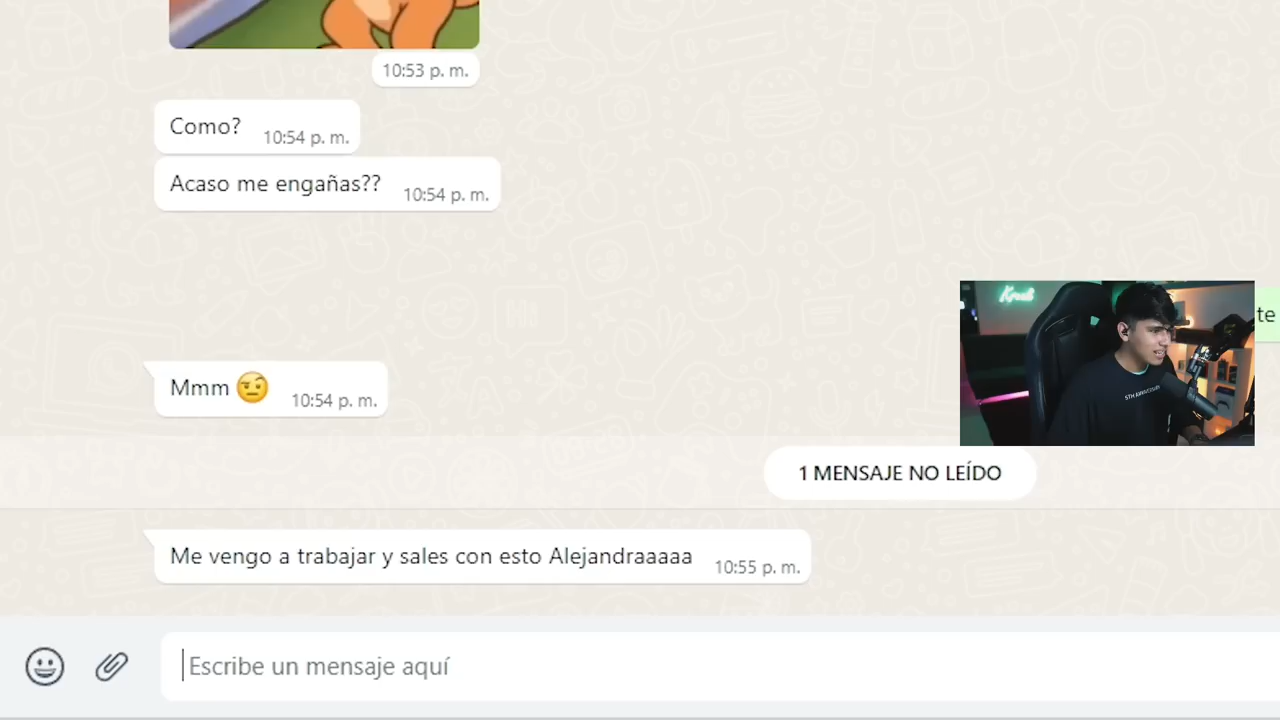 10:53 p. m.
Como? 10:54 p. m.
Acaso me engañas?? 10:54 p. m.
te
Mmm 🤨 10:54 p. m.
1 MENSAJE NO LEÍDO
Me vengo a trabajar y sales con esto Alejandraaaaa 10:55 p. m.
Escribe un mensaje aquí